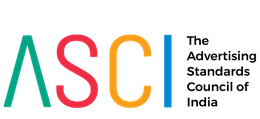 ASCI
The
Advertising
Standards
Council of
India